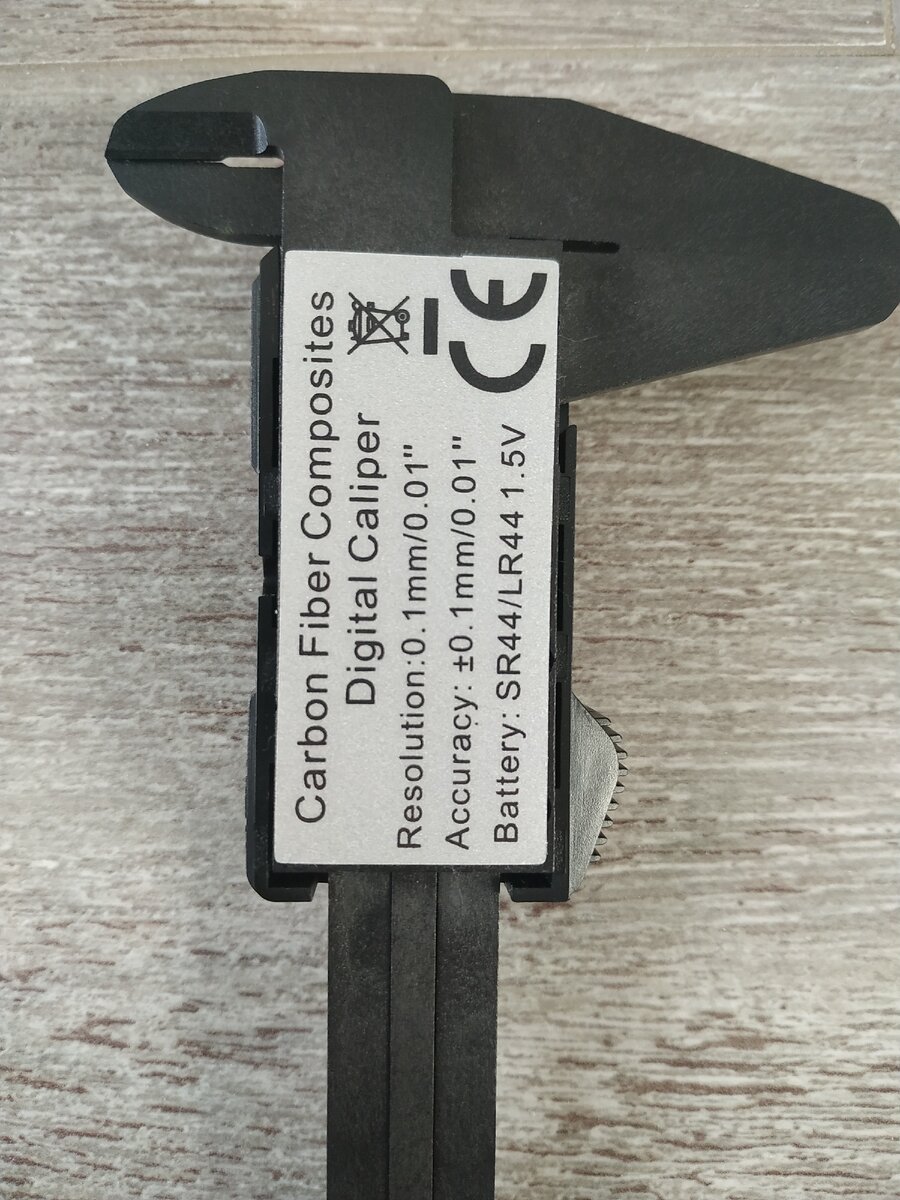 Carbon Fiber Composites
Digital Caliper
Resolution:0.1mm/0.01"
Accuracy: ±0.1mm/0.01"
Battery: SR44/LR44 1.5V
CE